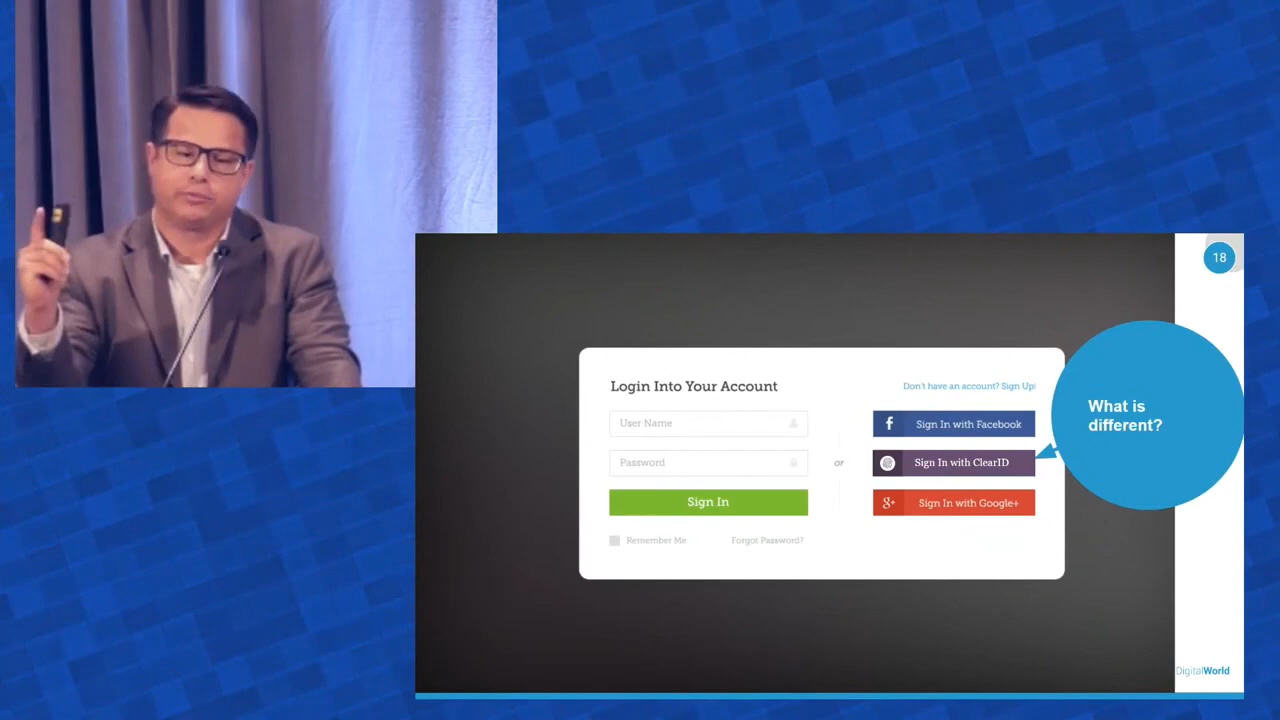 18
Login Into Your Account
Don't have an account? Sign Up!
User Name
Sign In with Facebook
What is
different?
Password
or
Sign In with ClearID
Sign In
g+ Sign In with Google+
Remember Me
Forgot Password?
DigitalWorld